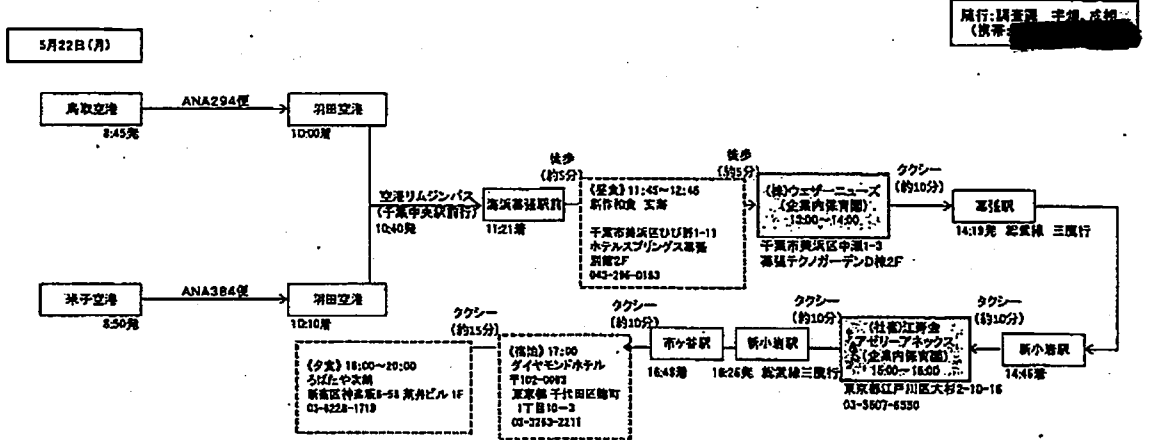 5月22日(月)
随行:調査課
(携帯:
鳥取空港
8:45発
ANA294便
羽田空港
10:00着
米子空港
8:50発
ANA384便
羽田空港
10:10着
空港リムジンバス
(千葉中央駅前行)
10:40発
海浜幕張駅前
11:21着
徒歩
(約5分)
《昼食》11:45~12:45
新作和食
千葉市美浜区ひび野1-11
ホテルスプリングス幕張
別館2F
043-296-0183
徒歩
(約5分)
(株)ウェザーニューズ
(企業内保育園)
13:00~14:00
千葉市美浜区中瀬1-3
幕張テクノガーデンD棟2F
タクシー
(約10分)
幕張駅
14:19発 総武線 三鷹行
新小岩駅
14:46着
タクシー
(約10分)
(社福)江寿会
アゼリーアネックス
(企業内保育園)
15:00~16:00
東京都江戸川区大杉2-10-16
03-5607-6530
タクシー
(約10分)
新小岩駅
16:26発 総武線三鷹行
市ヶ谷駅
16:48着
タクシー
(約10分)
《宿泊》17:00
ダイヤモンドホテル
〒102-0083
東京都千代田区麹町
1丁目10-3
03-3263-2211
タクシー
(約15分)
《夕食》18:00~20:00
ろばたや次郎
新宿区神楽坂 ビル 1F
03-6228-1719